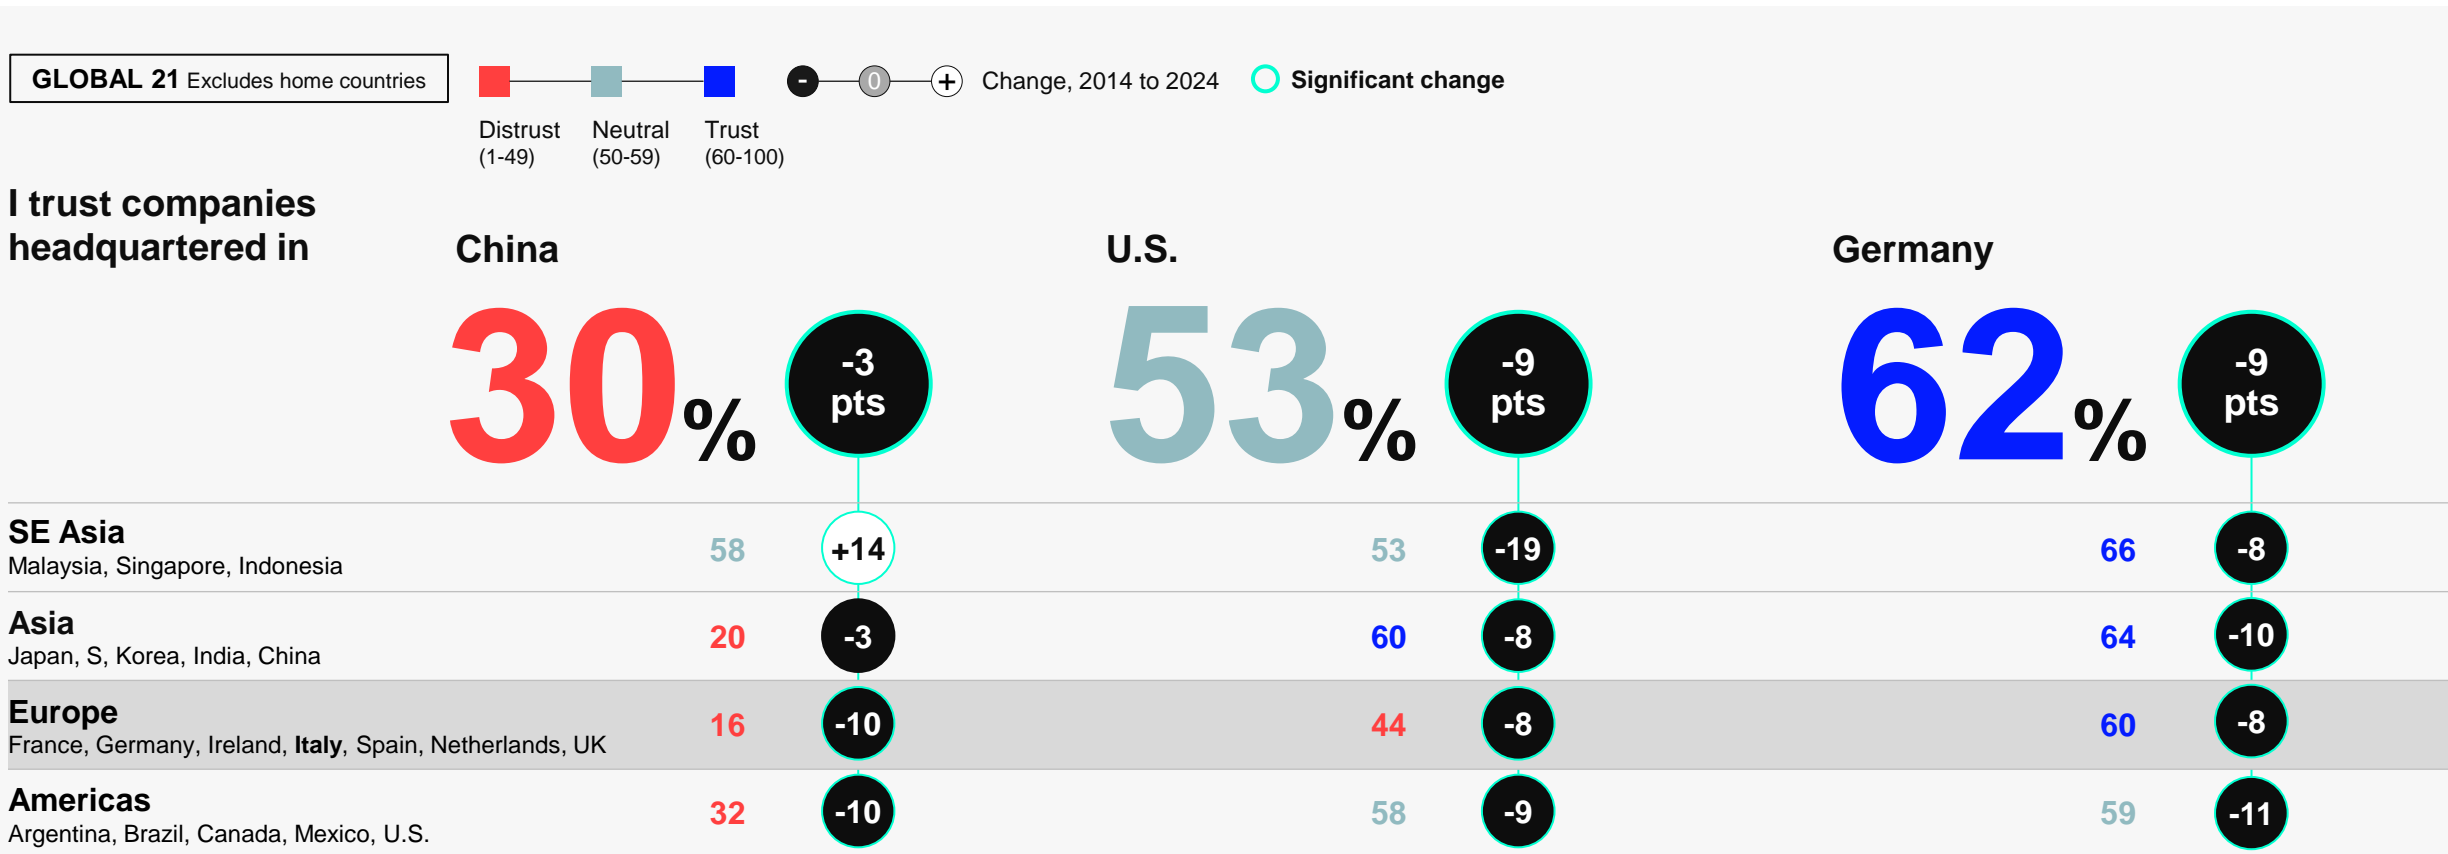 GLOBAL 21 Excludes home countries
- 0 + Change, 2014 to 2024
Significant change
Distrust (1-49)
Neutral (50-59)
Trust (60-100)
I trust companies
headquartered in
China
U.S.
Germany
30% -3 pts
53% -9 pts
62% -9 pts
SE Asia
Malaysia, Singapore, Indonesia
58 +14 53 -19 66 -8
Asia
Japan, S, Korea, India, China
20 -3 60 -8 64 -10
Europe
France, Germany, Ireland, Italy, Spain, Netherlands, UK
16 -10 44 -8 60 -8
Americas
Argentina, Brazil, Canada, Mexico, U.S.
32 -10 58 -9 59 -11